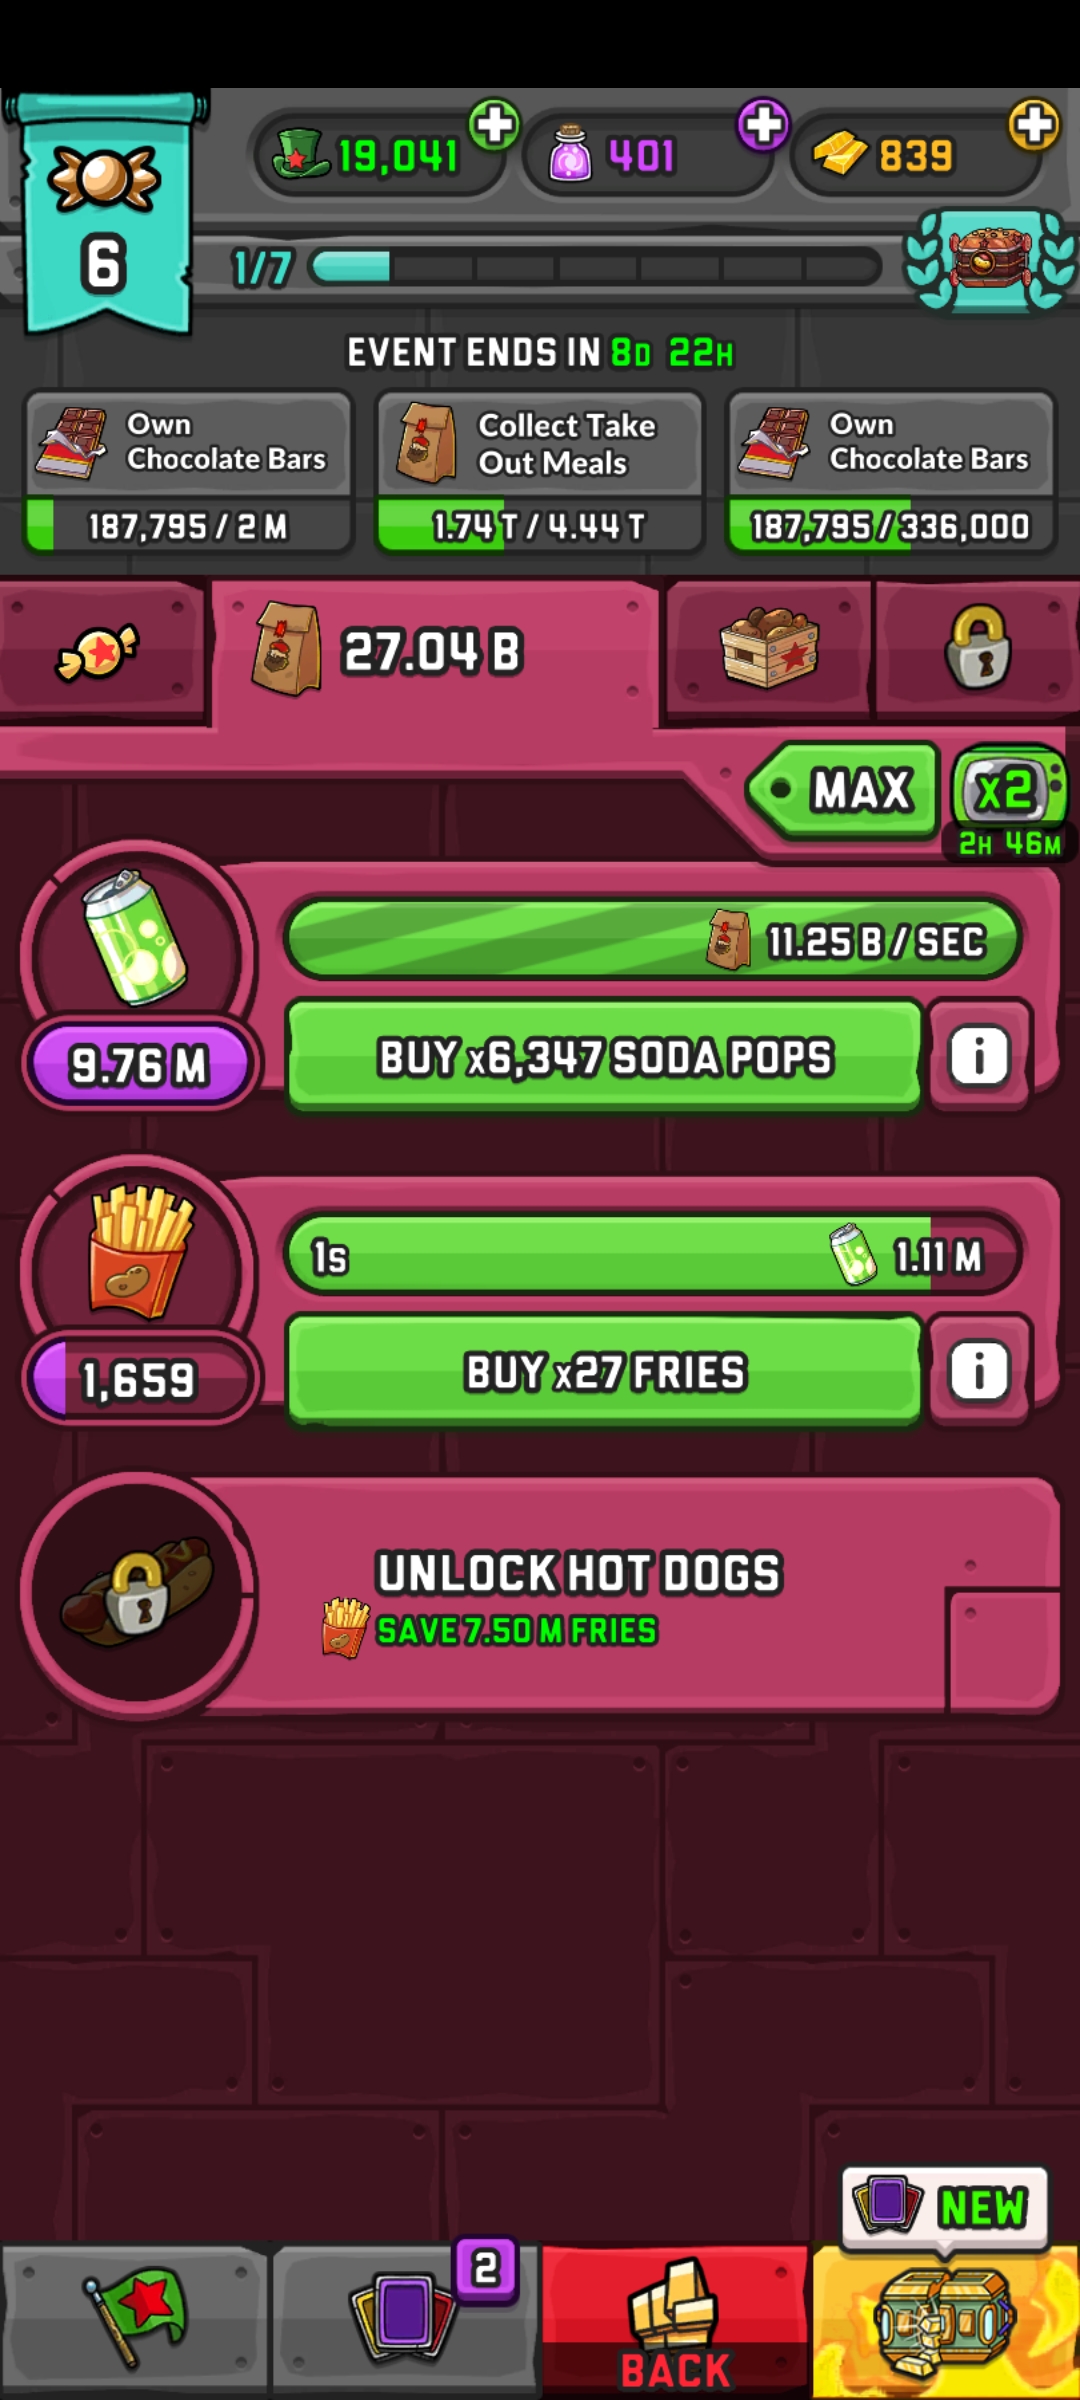 19,041
401
839
6
1/7
EVENT ENDS IN 8D 22H
Own
Chocolate Bars
187,795 / 2 M
Collect Take
Out Meals
1.74 T / 4.44 T
Own
Chocolate Bars
187,795 / 336,000
27.04 B
MAX
x2
2H 46M
11.25 B / SEC
9.76 M
BUY x6,347 SODA POPS
i
1s
1.11 M
1,659
BUY x27 FRIES
i
UNLOCK HOT DOGS
SAVE 7.50 M FRIES
NEW
2
BACK